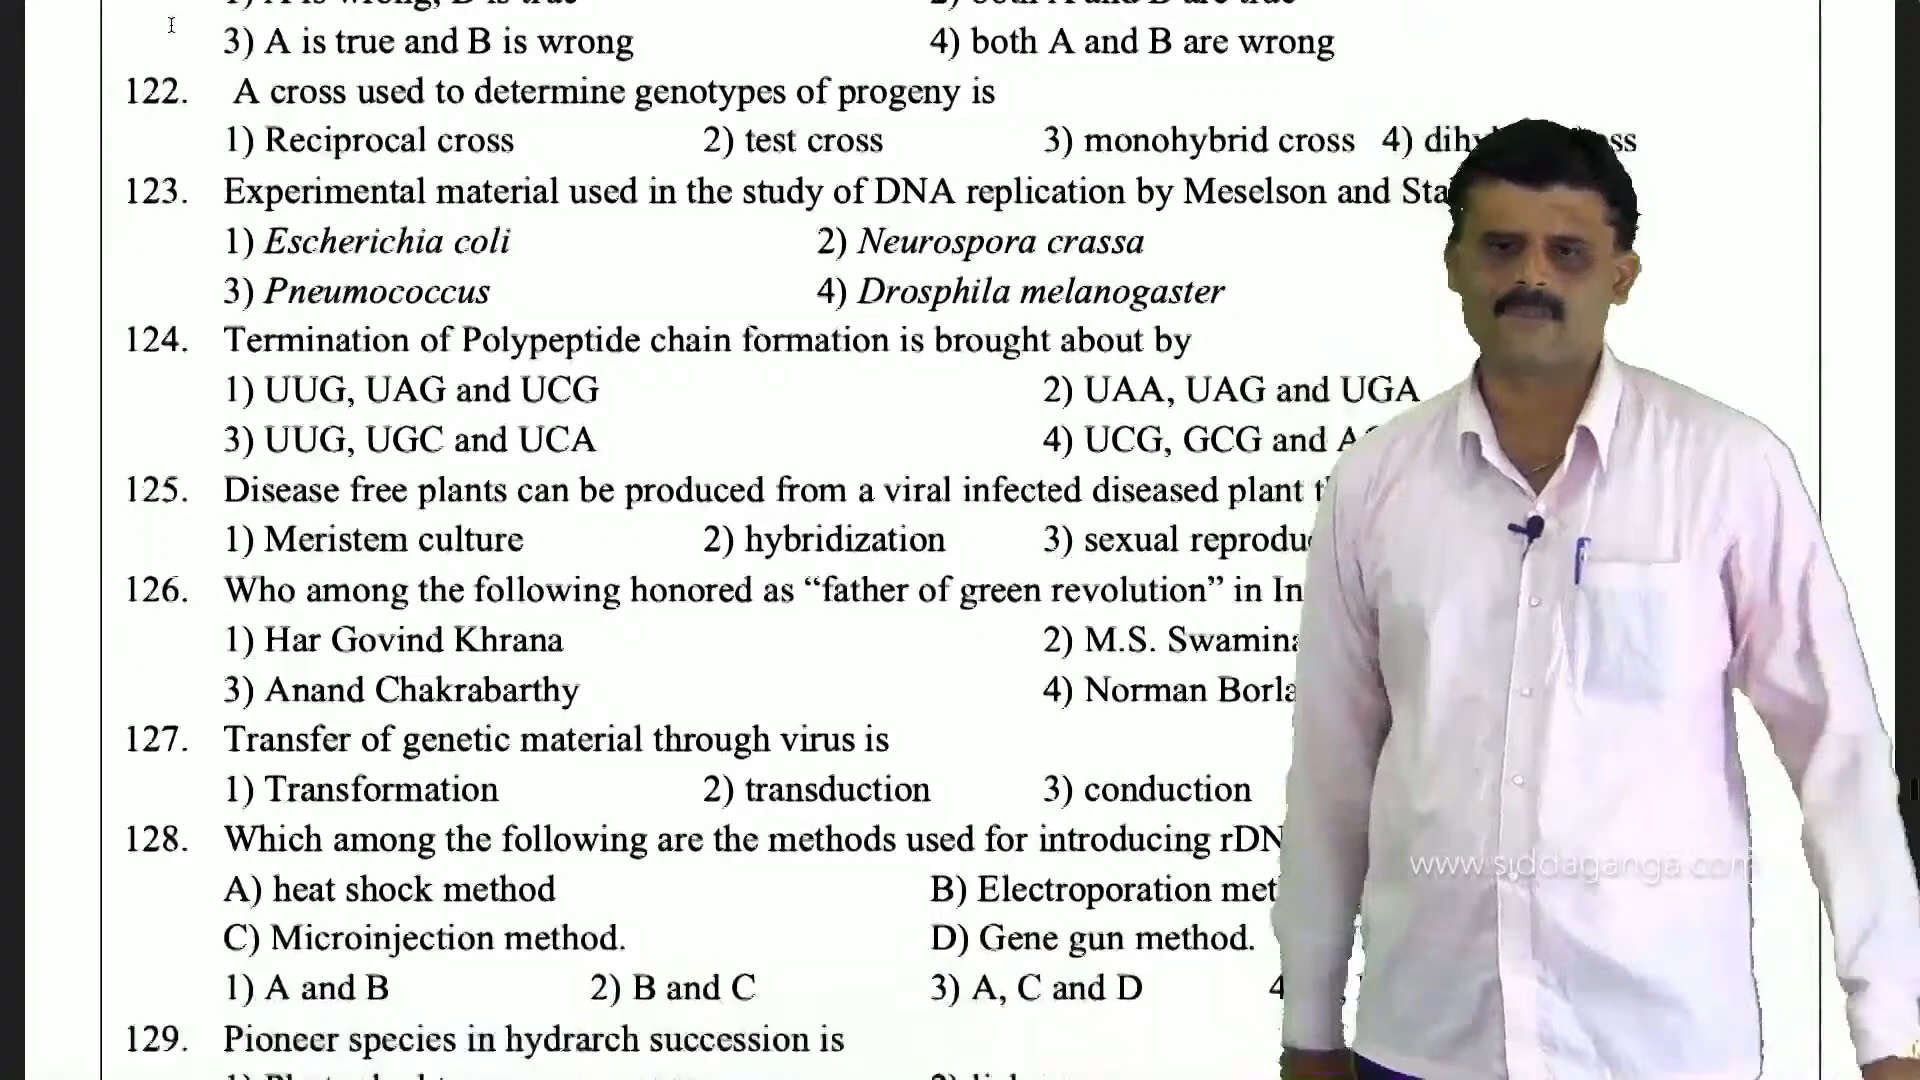 3) A is true and B is wrong 4) both A and B are wrong
122. A cross used to determine genotypes of progeny is
1) Reciprocal cross 2) test cross 3) monohybrid cross 4)
123. Experimental material used in the study of DNA replication by Meselson and
1) Escherichia coli 2) Neurospora crassa
3) Pneumococcus 4) Drosphila melanogaster
124. Termination of Polypeptide chain formation is brought about by
1) UUG, UAG and UCG 2) UAA, UAG and UGA
3) UUG, UGC and UCA 4) UCG, GCG and
125. Disease free plants can be produced from a viral infected diseased plant
1) Meristem culture 2) hybridization 3) sexual
126. Who among the following honored as “father of green revolution” in
1) Har Govind Khrana 2) M.S.
3) Anand Chakrabarthy 4) Norman
127. Transfer of genetic material through virus is
1) Transformation 2) transduction 3) conduction
128. Which among the following are the methods used for introducing
A) heat shock method B) Electroporation
C) Microinjection method. D) Gene gun method.
1) A and B 2) B and C 3) A, C and D
129. Pioneer species in hydrarch succession is
www.siddaganga.com